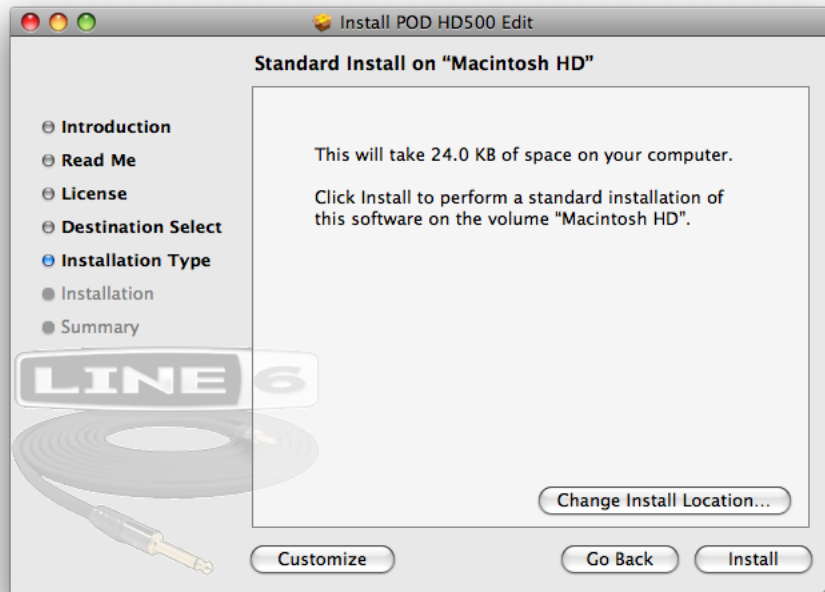 Install POD HD500 Edit
Standard Install on “Macintosh HD”
Introduction
Read Me
License
Destination Select
Installation Type
Installation
Summary
This will take 24.0 KB of space on your computer.
Click Install to perform a standard installation of
this software on the volume “Macintosh HD”.
LINE 6
Change Install Location...
Customize
Go Back
Install